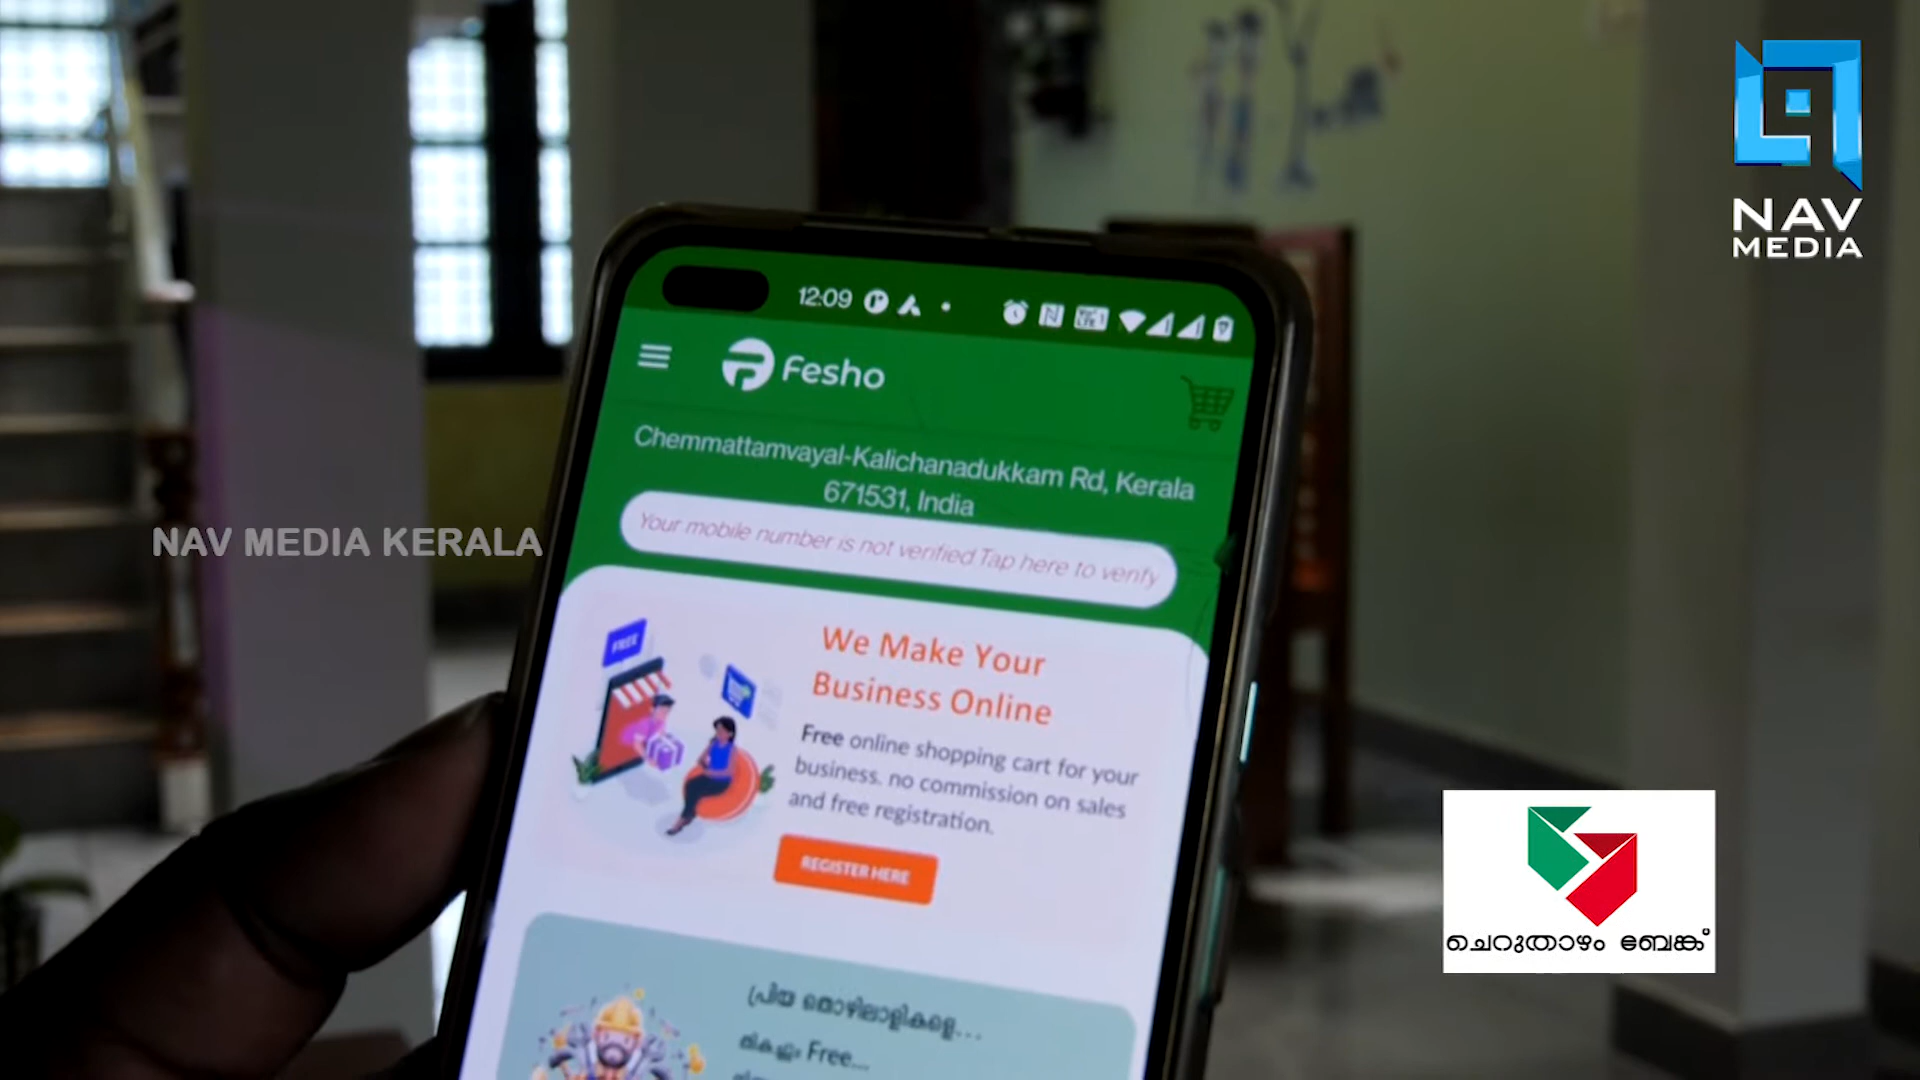 NAV
MEDIA
12:09
Fesho
Chemmattamvayal-Kalichanadukkam Rd, Kerala
671531, India
Your mobile number is not verified Tap here to verify
NAV MEDIA KERALA
FREE
We Make Your
Business Online
Free online shopping cart for your
business. no commission on sales
and free registration.
REGISTER HERE
ചെറുതാഴം ബേങ്ക്
പ്രിയ തൊഴിലാളികളെ...
Free...